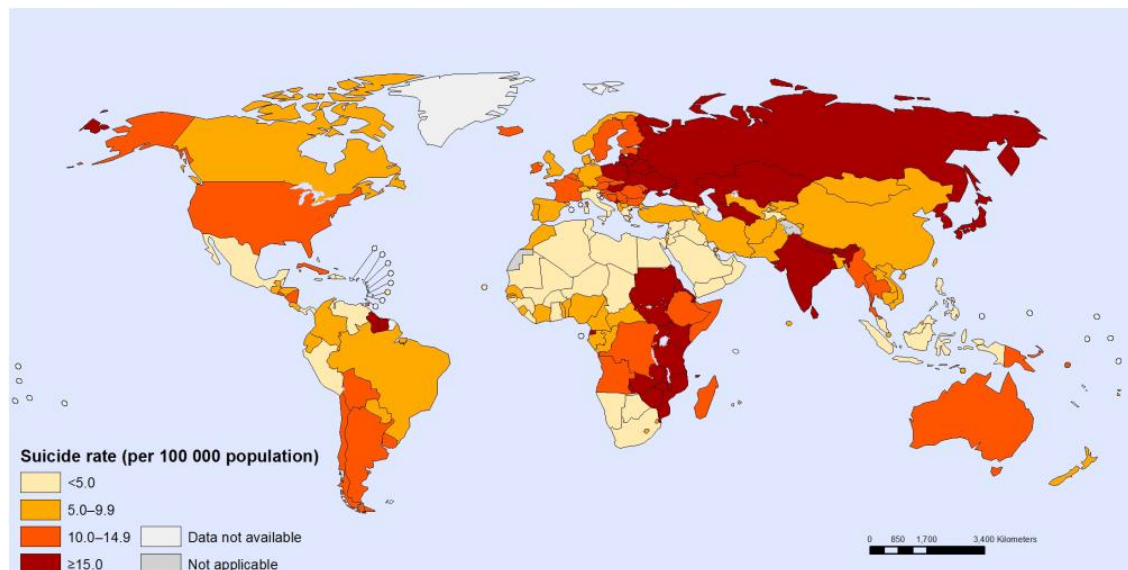 Suicide rate (per 100 000 population)
<5.0
5.0–9.9
10.0–14.9
≥15.0
Data not available
Not applicable
0 850 1,700 3,400 Kilometers